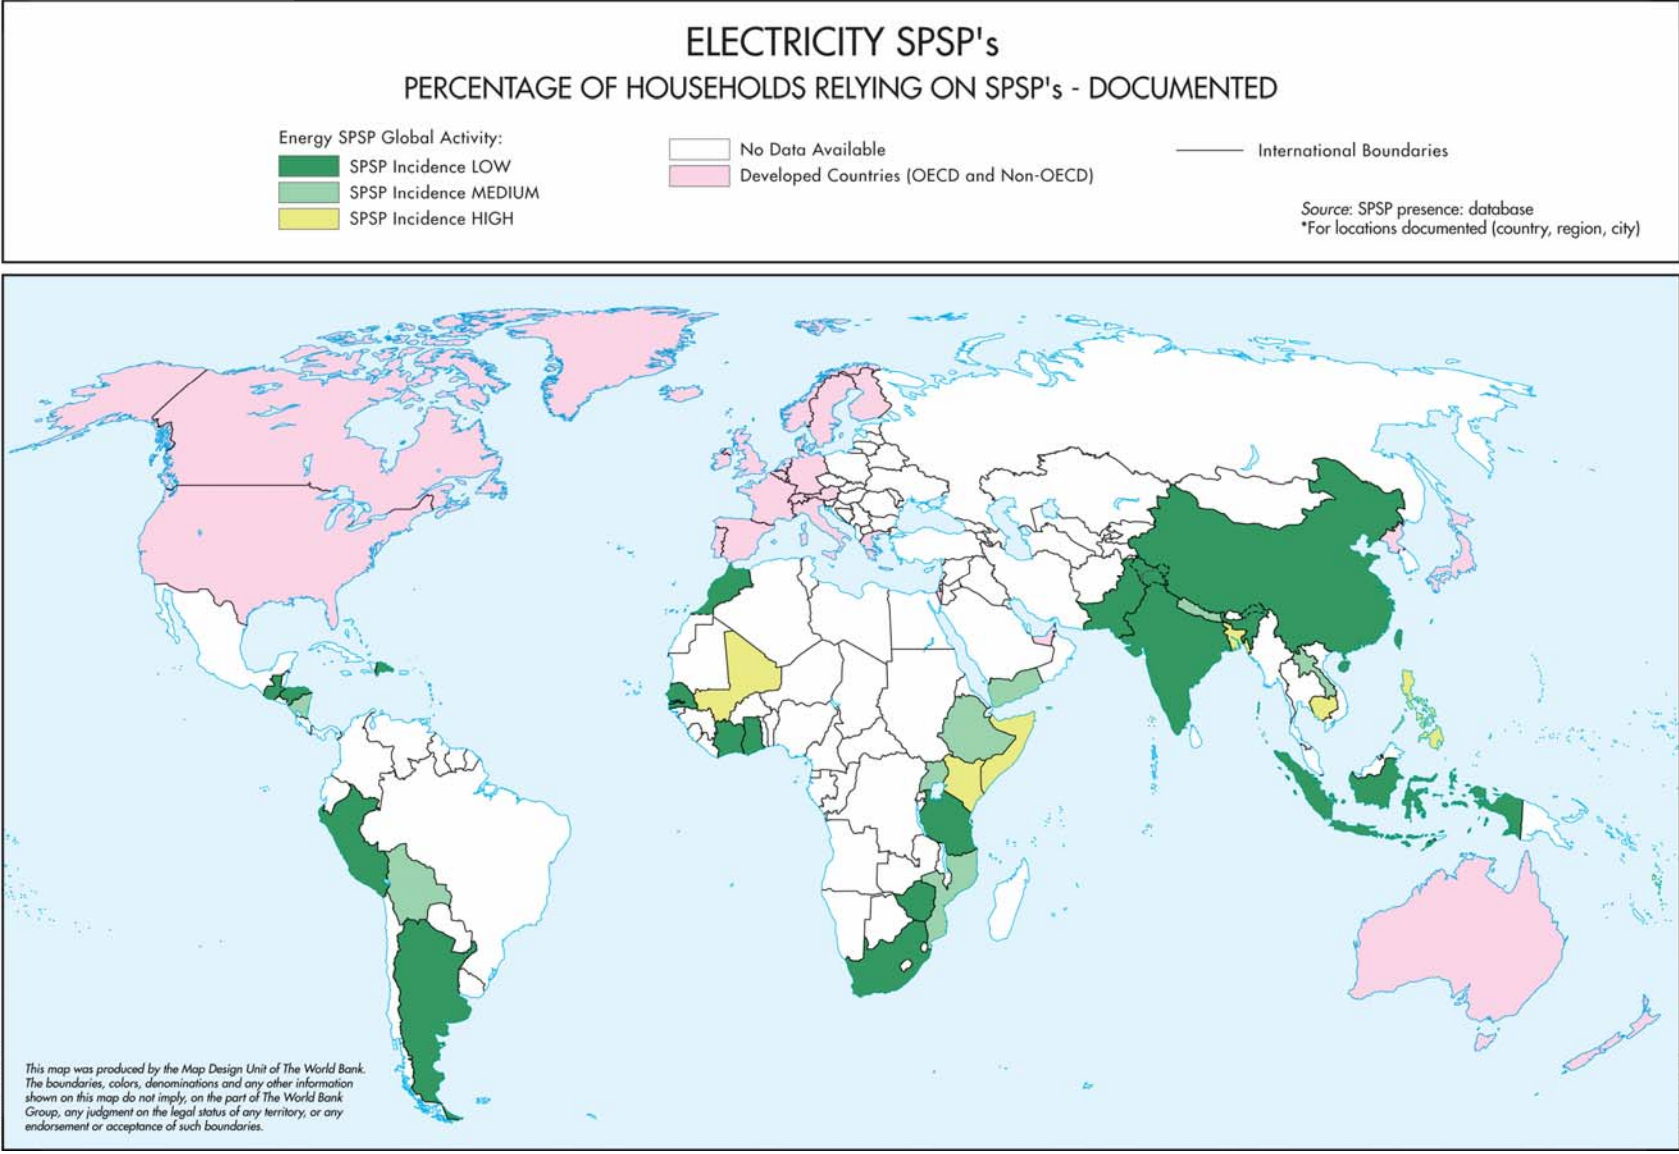 ELECTRICITY SPSP's
PERCENTAGE OF HOUSEHOLDS RELYING ON SPSP's - DOCUMENTED
Energy SPSP Global Activity:
SPSP Incidence LOW
SPSP Incidence MEDIUM
SPSP Incidence HIGH
No Data Available
Developed Countries (OECD and Non-OECD)
International Boundaries
Source: SPSP presence: database
*For locations documented (country, region, city)
This map was produced by the Map Design Unit of The World Bank.
The boundaries, colors, denominations and any other information
shown on this map do not imply, on the part of The World Bank
Group, any judgment on the legal status of any territory, or any
endorsement or acceptance of such boundaries.